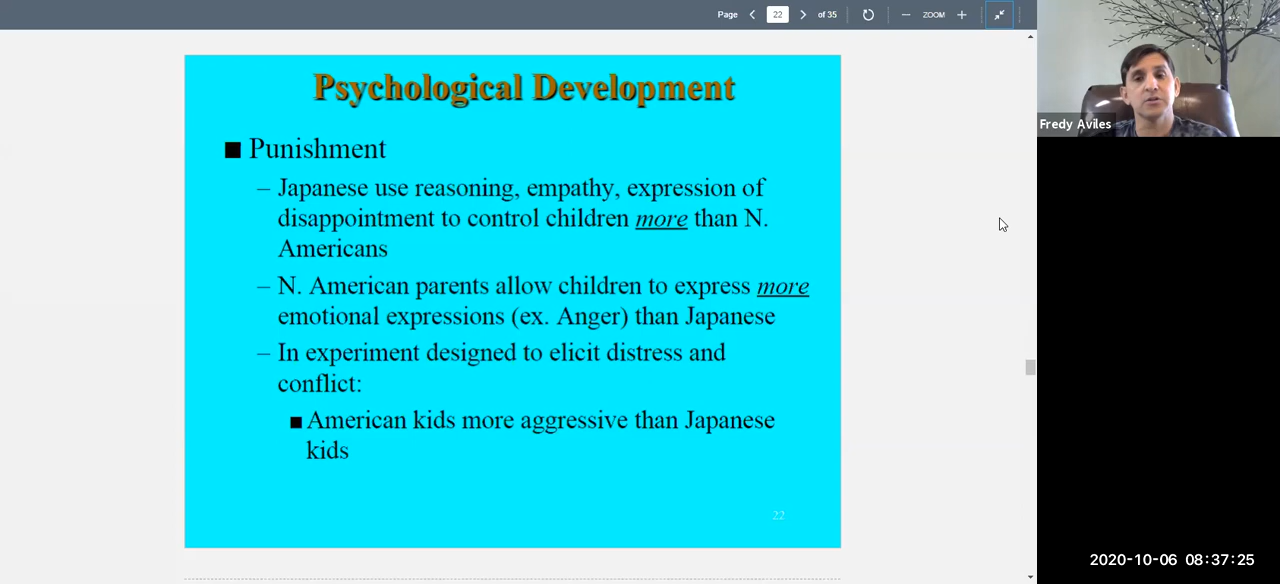 Page 22 of 35 ZOOM
Fredy Aviles
Psychological Development
Punishment
– Japanese use reasoning, empathy, expression of
disappointment to control children more than N.
Americans
– N. American parents allow children to express more
emotional expressions (ex. Anger) than Japanese
– In experiment designed to elicit distress and
conflict:
American kids more aggressive than Japanese
kids
22
2020-10-06 08:37:25